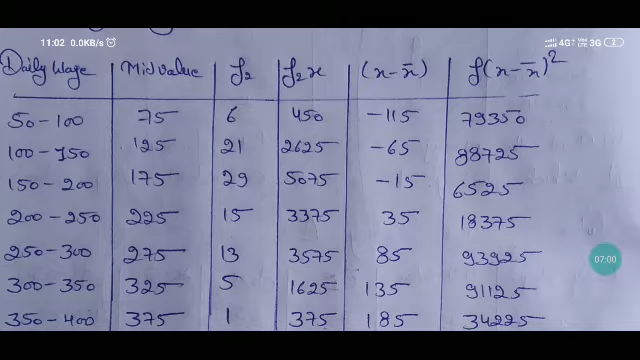 11:02 0.0KB/s 4G 3G 2
Daily Wage Midvalue f₂ f₂x (x-x̄) f(x-x̄)²
50-100 75 6 450 -115 79350
100-150 125 21 2625 -65 88725
150-200 175 29 5075 -15 6525
200-250 225 15 3375 35 18375
250-300 275 13 3575 85 93925
300-350 325 5 1625 135 91125
350-400 375 1 375 185 34225
07:00